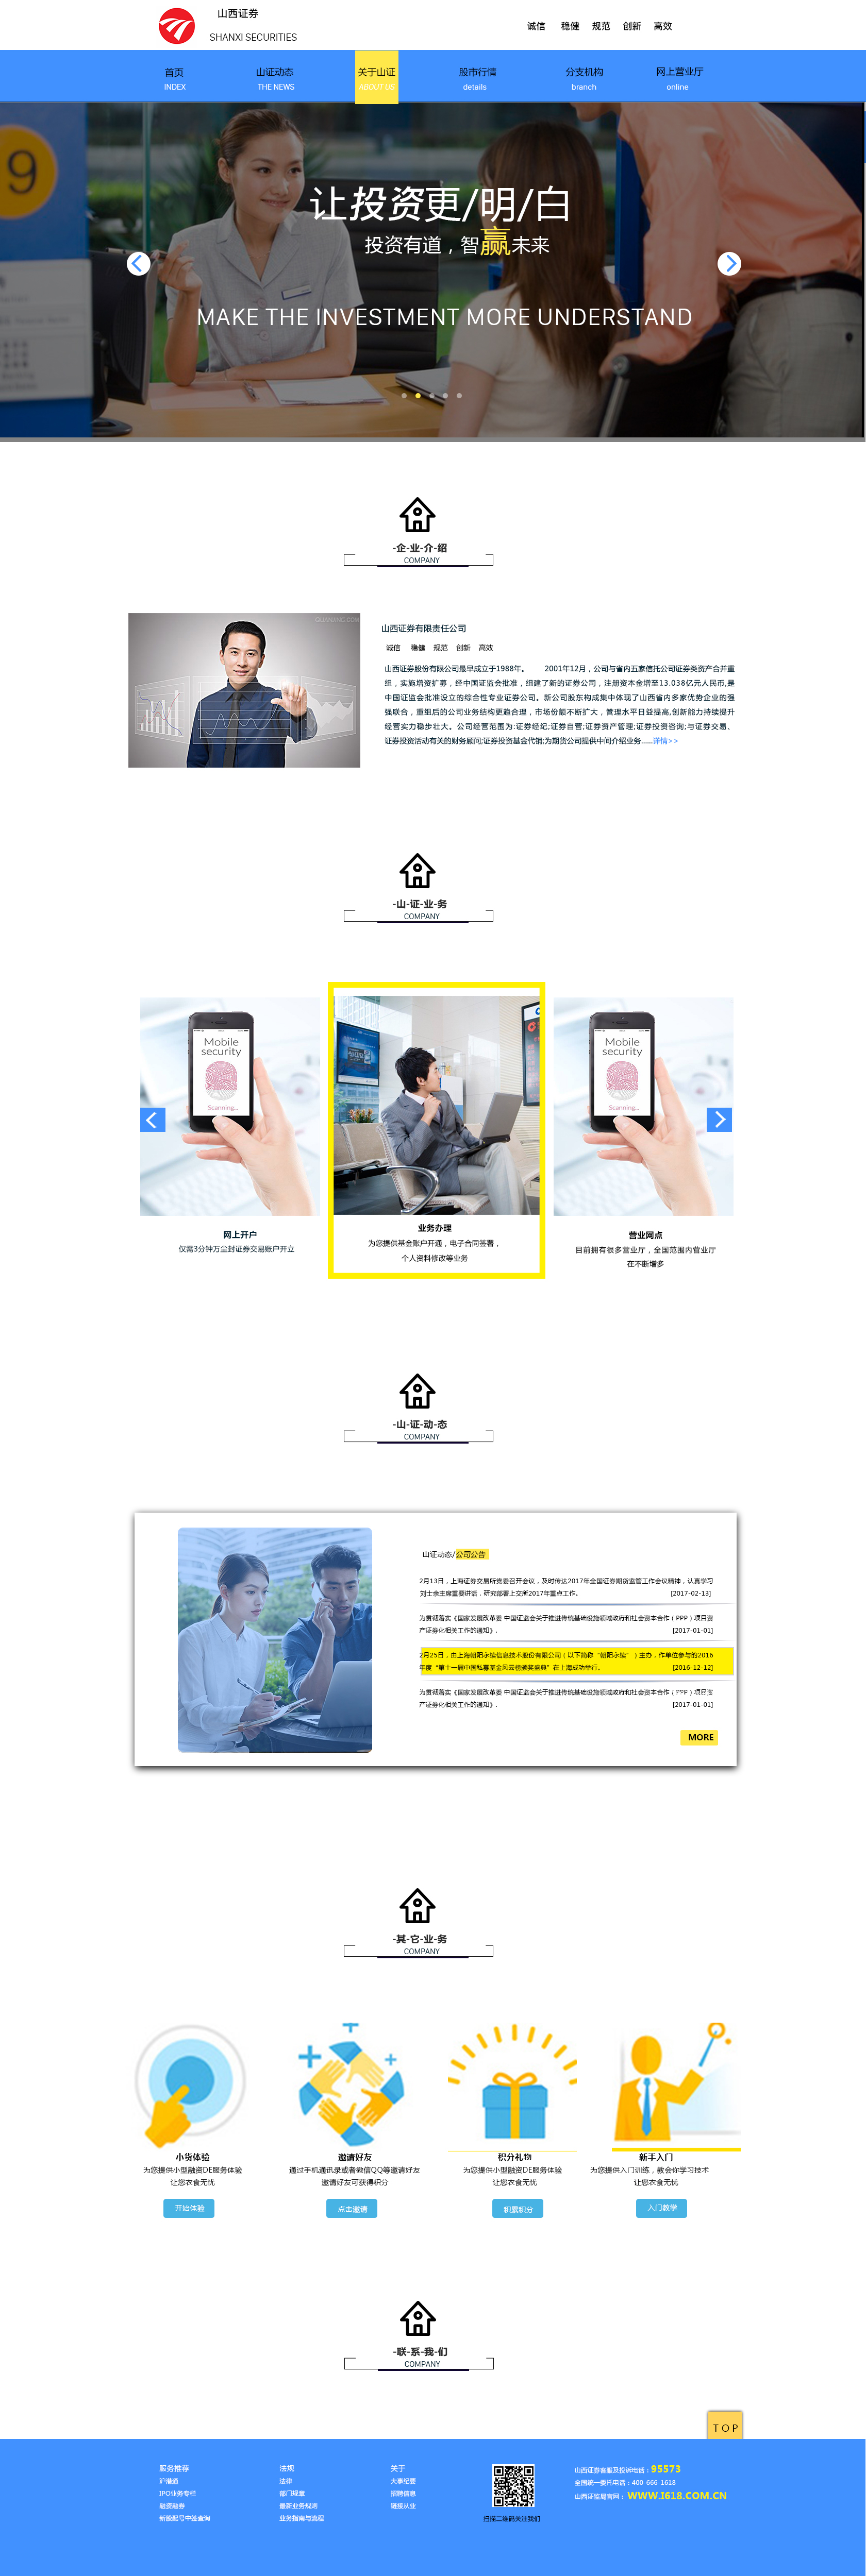 山西证券
SHANXI SECURITIES
诚信 稳健 规范 创新 高效
首页 山证动态 关于山证 股市行情 分支机构 网上营业厅
INDEX THE NEWS ABOUT US details branch online
9
让投资更/明/白
投资有道，智赢未来
MAKE THE INVESTMENT MORE UNDERSTAND
-企-业-介-绍
COMPANY
山西证券有限责任公司
诚信 稳健 规范 创新 高效
山西证券股份有限公司最早成立于1988年。 2001年12月，公司与省内五家信托公司证券类资产合并重
组，实施增资扩募，经中国证监会批准，组建了新的证券公司，注册资本金增至13.038亿元人民币,是
中国证监会批准设立的综合性专业证券公司。新公司股东构成集中体现了山西省内多家优势企业的强
强联合，重组后的公司业务结构更趋合理，市场份额不断扩大，管理水平日益提高,创新能力持续提升
经营实力稳步壮大。公司经营范围为:证券经纪;证券自营;证券资产管理;证券投资咨询;与证券交易、
证券投资活动有关的财务顾问;证券投资基金代销;为期货公司提供中间介绍业务......详情>>
-山-证-业-务
COMPANY
Mobile
security
Scanning...
Mobile
security
Scanning...
网上开户
仅需3分钟万尘封证券交易账户开立
业务办理
为您提供基金账户开通，电子合同签署，
个人资料修改等业务
营业网点
目前拥有很多营业厅，全国范围内营业厅
在不断增多
-山-证-动-态
COMPANY
山证动态/公司公告
2月13日，上海证券交易所党委召开会议，及时传达2017年全国证券期货监管工作会议精神，认真学习
刘士余主席重要讲话，研究部署上交所2017年重点工作。 [2017-02-13]
为贯彻落实《国家发展改革委 中国证监会关于推进传统基础设施领域政府和社会资本合作（PPP）项目资
产证券化相关工作的通知》. [2017-01-01]
2月25日，由上海朝阳永续信息技术股份有限公司（以下简称“朝阳永续”）主办，作单位参与的2016
年度“第十一届中国私募基金风云榜颁奖盛典”在上海成功举行。 [2016-12-12]
为贯彻落实《国家发展改革委 中国证监会关于推进传统基础设施领域政府和社会资本合作（PPP）项目资
产证券化相关工作的通知》. [2017-01-01]
MORE
-其-它-业-务
COMPANY
小货体验
为您提供小型融资DE服务体验
让您衣食无忧
开始体验
邀请好友
通过手机通讯录或者微信QQ等邀请好友
邀请好友可获得积分
点击邀请
积分礼物
为您提供小型融资DE服务体验
让您衣食无忧
积累积分
新手入门
为您提供入门训练，教会你学习技术
让您衣食无忧
入门教学
-联-系-我-们
COMPANY
TOP
服务推荐
沪港通
IPO业务专栏
融资融券
新股配号中签查询
法规
法律
部门规章
最新业务规则
业务指南与流程
关于
大事纪要
招聘信息
链接从业
扫描二维码关注我们
山西证券客服及投诉电话：95573
全国统一委托电话：400-666-1618
山西证监局官网： WWW.I618.COM.CN